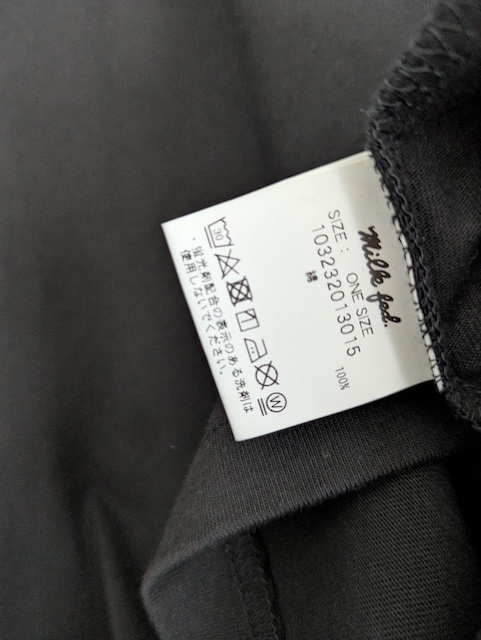 Milk fed.
SIZE : ONE SIZE
103232013015
綿 100%
30
W
・蛍光剤配合の表示のある洗剤は
使用しないでください。